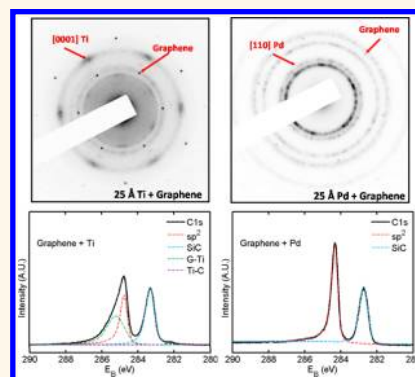 [0001] Ti
Graphene
25 Å Ti + Graphene
[110] Pd
Graphene
25 Å Pd + Graphene
Intensity (A.U.)
Graphene + Ti
C1s
sp²
SiC
G-Ti
Ti-C
290 288 286 284 282 280
E_B (eV)
Intensity (A.U.)
Graphene + Pd
C1s
sp²
SiC
290 288 286 284 282 280
E_B (eV)